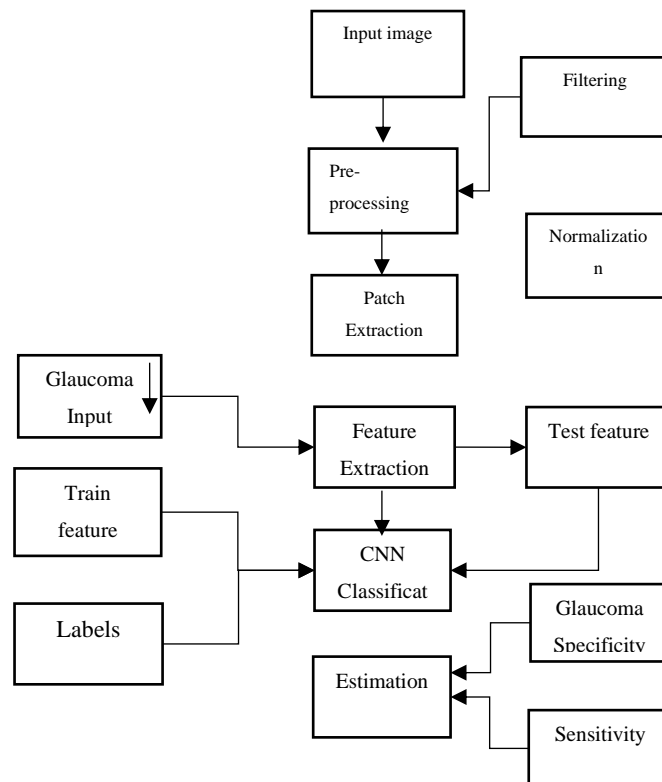 Input image
Filtering
Pre-
processing
Normalizatio
n
Patch
Extraction
Glaucoma
Input
Feature
Extraction
Test feature
Train
feature
CNN
Classificat
Labels
Glaucoma
Specificity
Estimation
Sensitivity